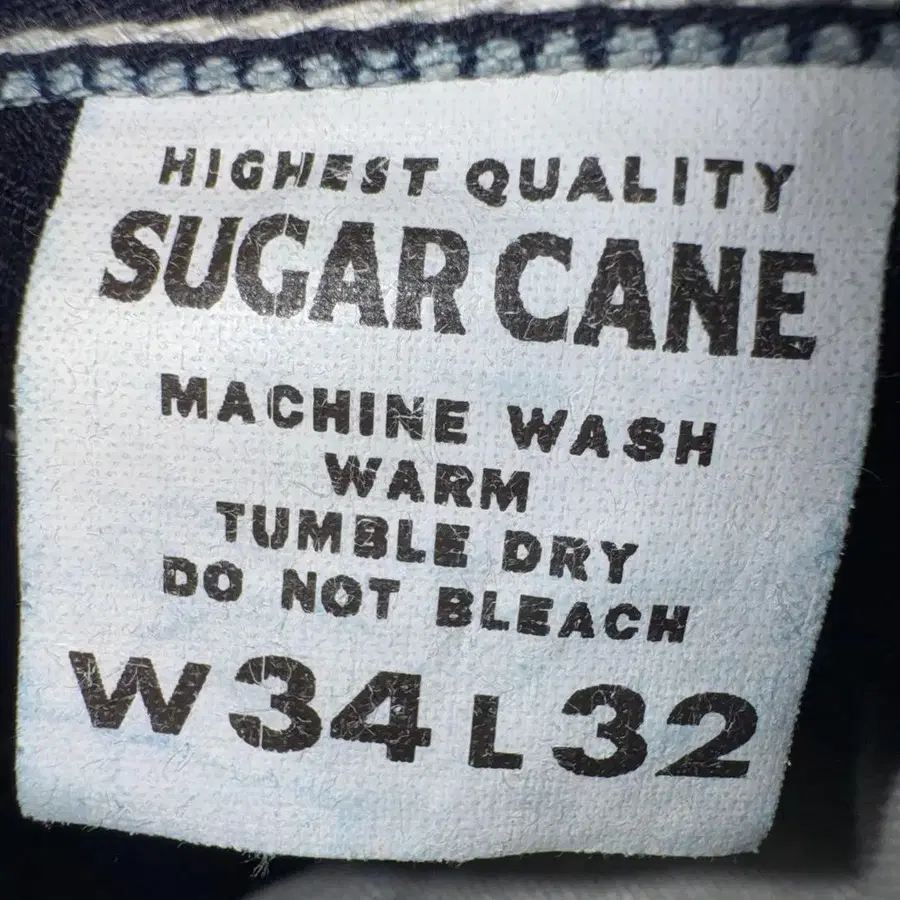 HIGHEST QUALITY
SUGAR CANE
MACHINE WASH
WARM
TUMBLE DRY
DO NOT BLEACH
W34 L32